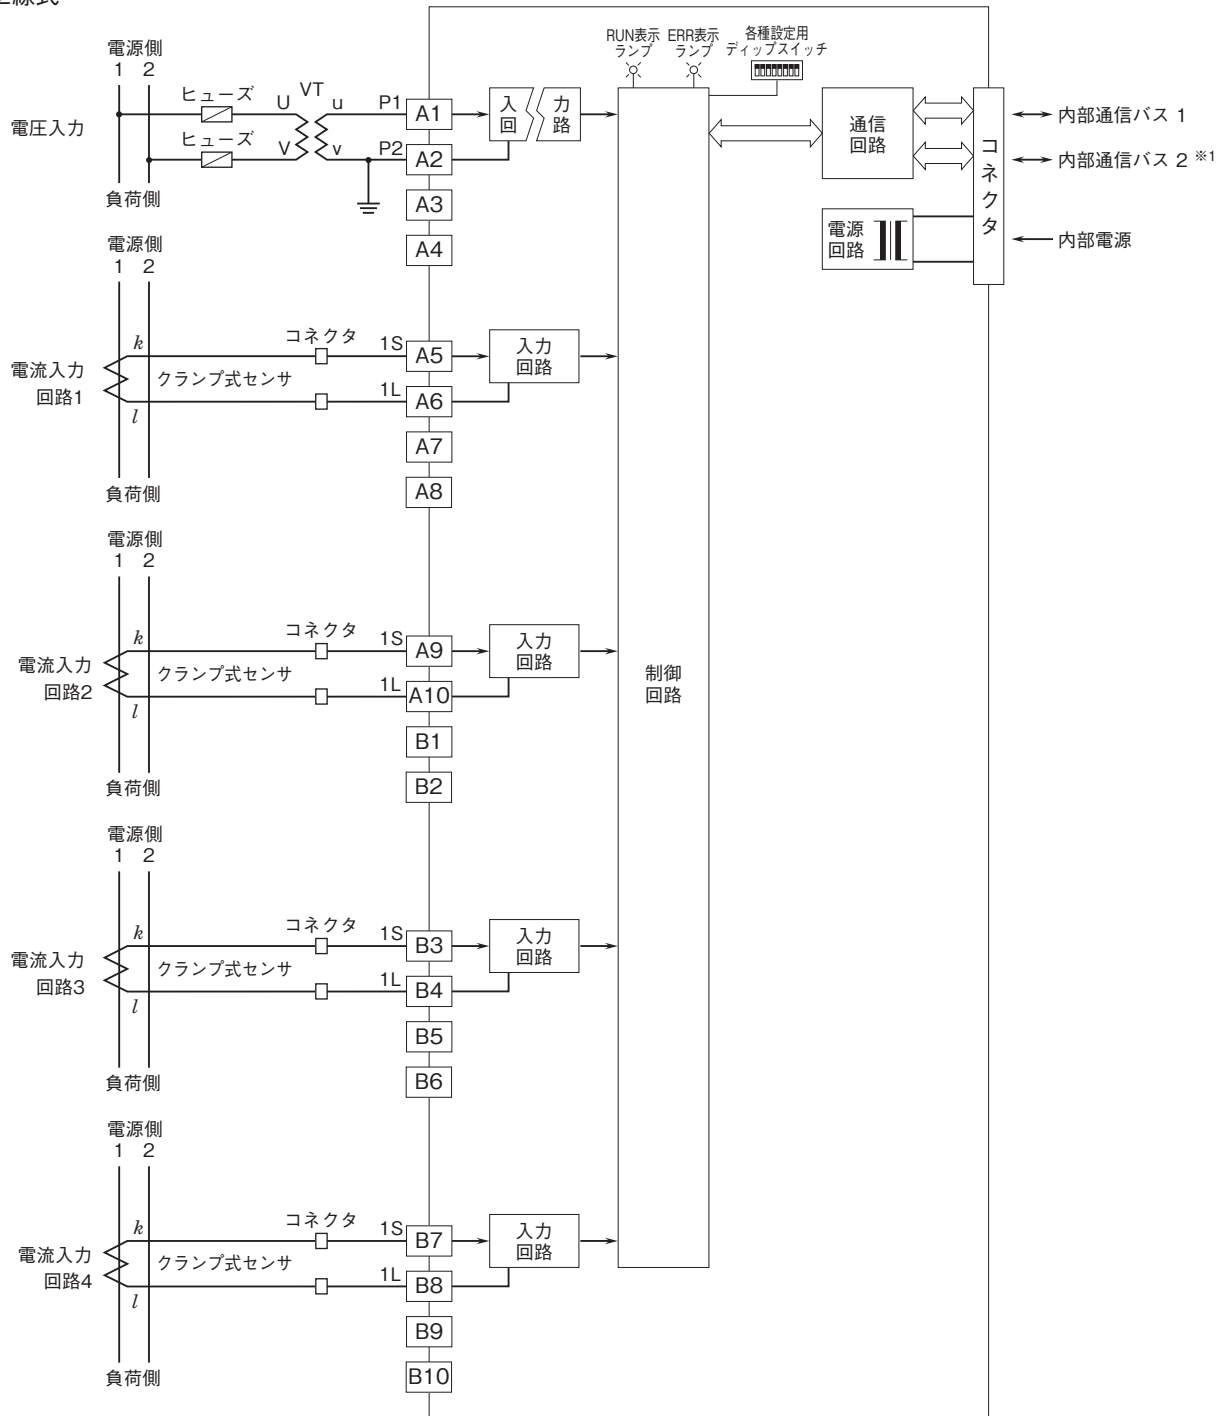 線式
RUN表示
ランプ
ERR表示
ランプ
各種設定用
ディップスイッチ
電源側
1 2
電圧入力
ヒューズ
ヒューズ
U
V
VT
u
v
P1
P2
A1
A2
A3
A4
負荷側
入 力
回 路
通信
回路
コネクタ
内部通信バス 1
内部通信バス 2 ※1
電源
回路
内部電源
制御
回路
電源側
1 2
電流入力
回路1
k
l
コネクタ
クランプ式センサ
1S
1L
A5
A6
A7
A8
入力
回路
負荷側
電源側
1 2
電流入力
回路2
k
l
コネクタ
クランプ式センサ
1S
1L
A9
A10
B1
B2
入力
回路
負荷側
電源側
1 2
電流入力
回路3
k
l
コネクタ
クランプ式センサ
1S
1L
B3
B4
B5
B6
入力
回路
負荷側
電源側
1 2
電流入力
回路4
k
l
コネクタ
クランプ式センサ
1S
1L
B7
B8
B9
B10
入力
回路
負荷側